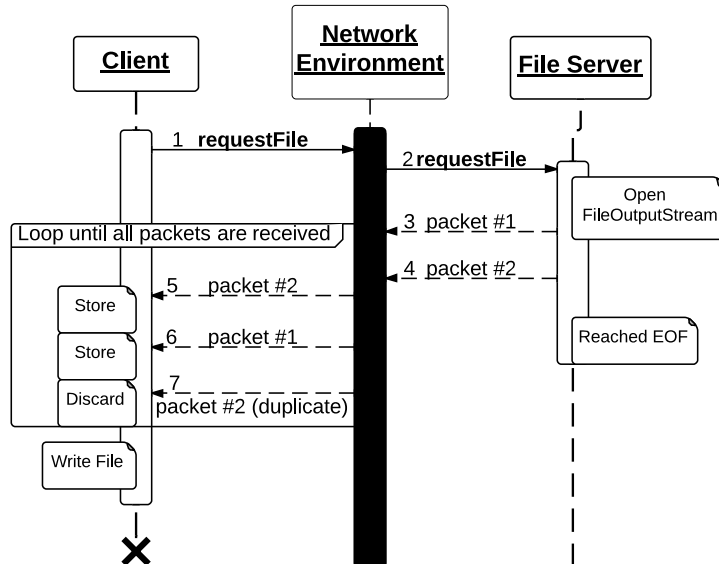 Client
Network
Environment
File Server
1 requestFile
2 requestFile
Open
FileOutputStream
3 packet #1
Loop until all packets are received
4 packet #2
5 packet #2
Store
6 packet #1
Store
Reached EOF
7
packet #2 (duplicate)
Discard
Write File